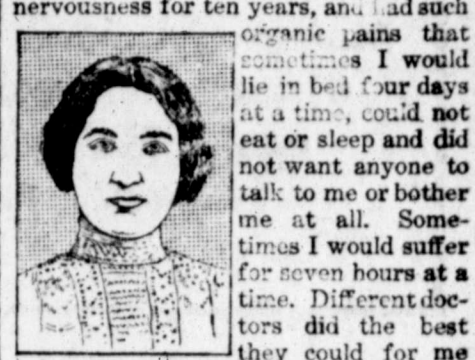 nervousness for ten years, and had such
organic pains that
sometimes I would
lie in bed four days
at a time, could not
eat or sleep and did
not want anyone to
talk to me or bother
me at all. Some-
times I would suffer
for seven hours at a
time. Different doc-
tors did the best
they could for me